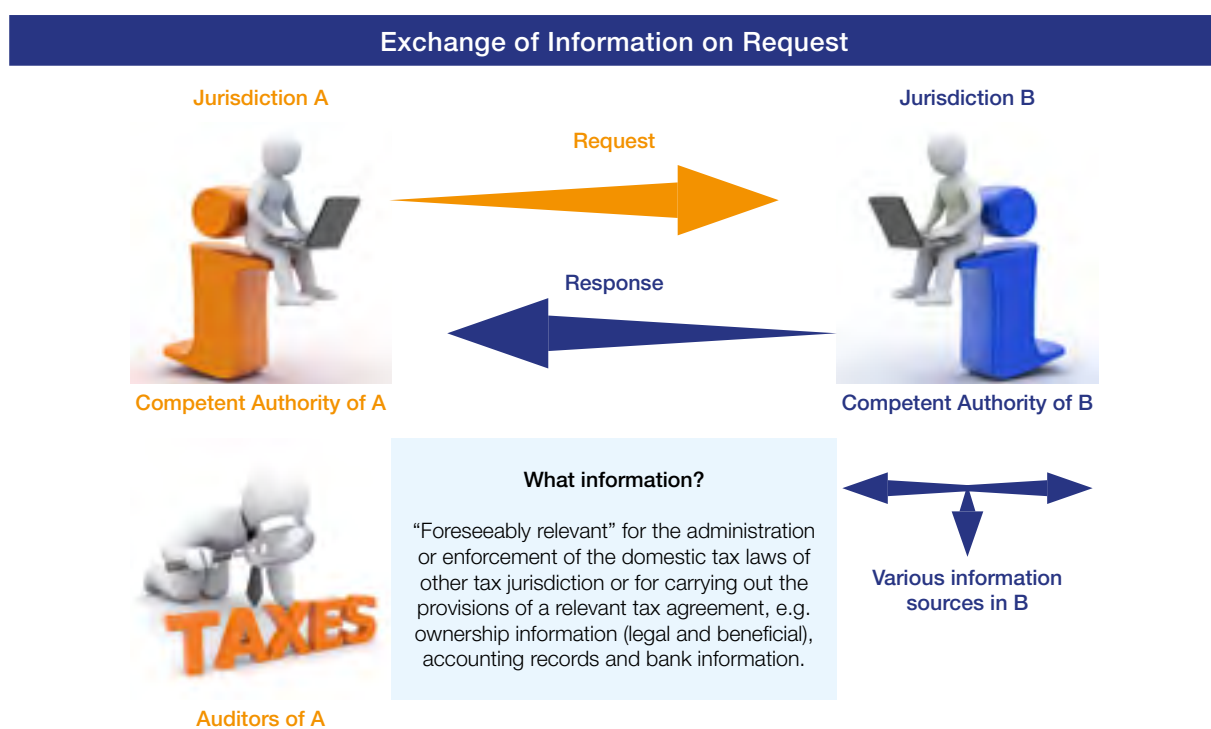 Exchange of Information on Request
Jurisdiction A
Jurisdiction B
Request
Response
Competent Authority of A
Competent Authority of B
What information?
“Foreseeably relevant” for the administration
or enforcement of the domestic tax laws of
other tax jurisdiction or for carrying out the
provisions of a relevant tax agreement, e.g.
ownership information (legal and beneficial),
accounting records and bank information.
Various information
sources in B
TAXES
Auditors of A